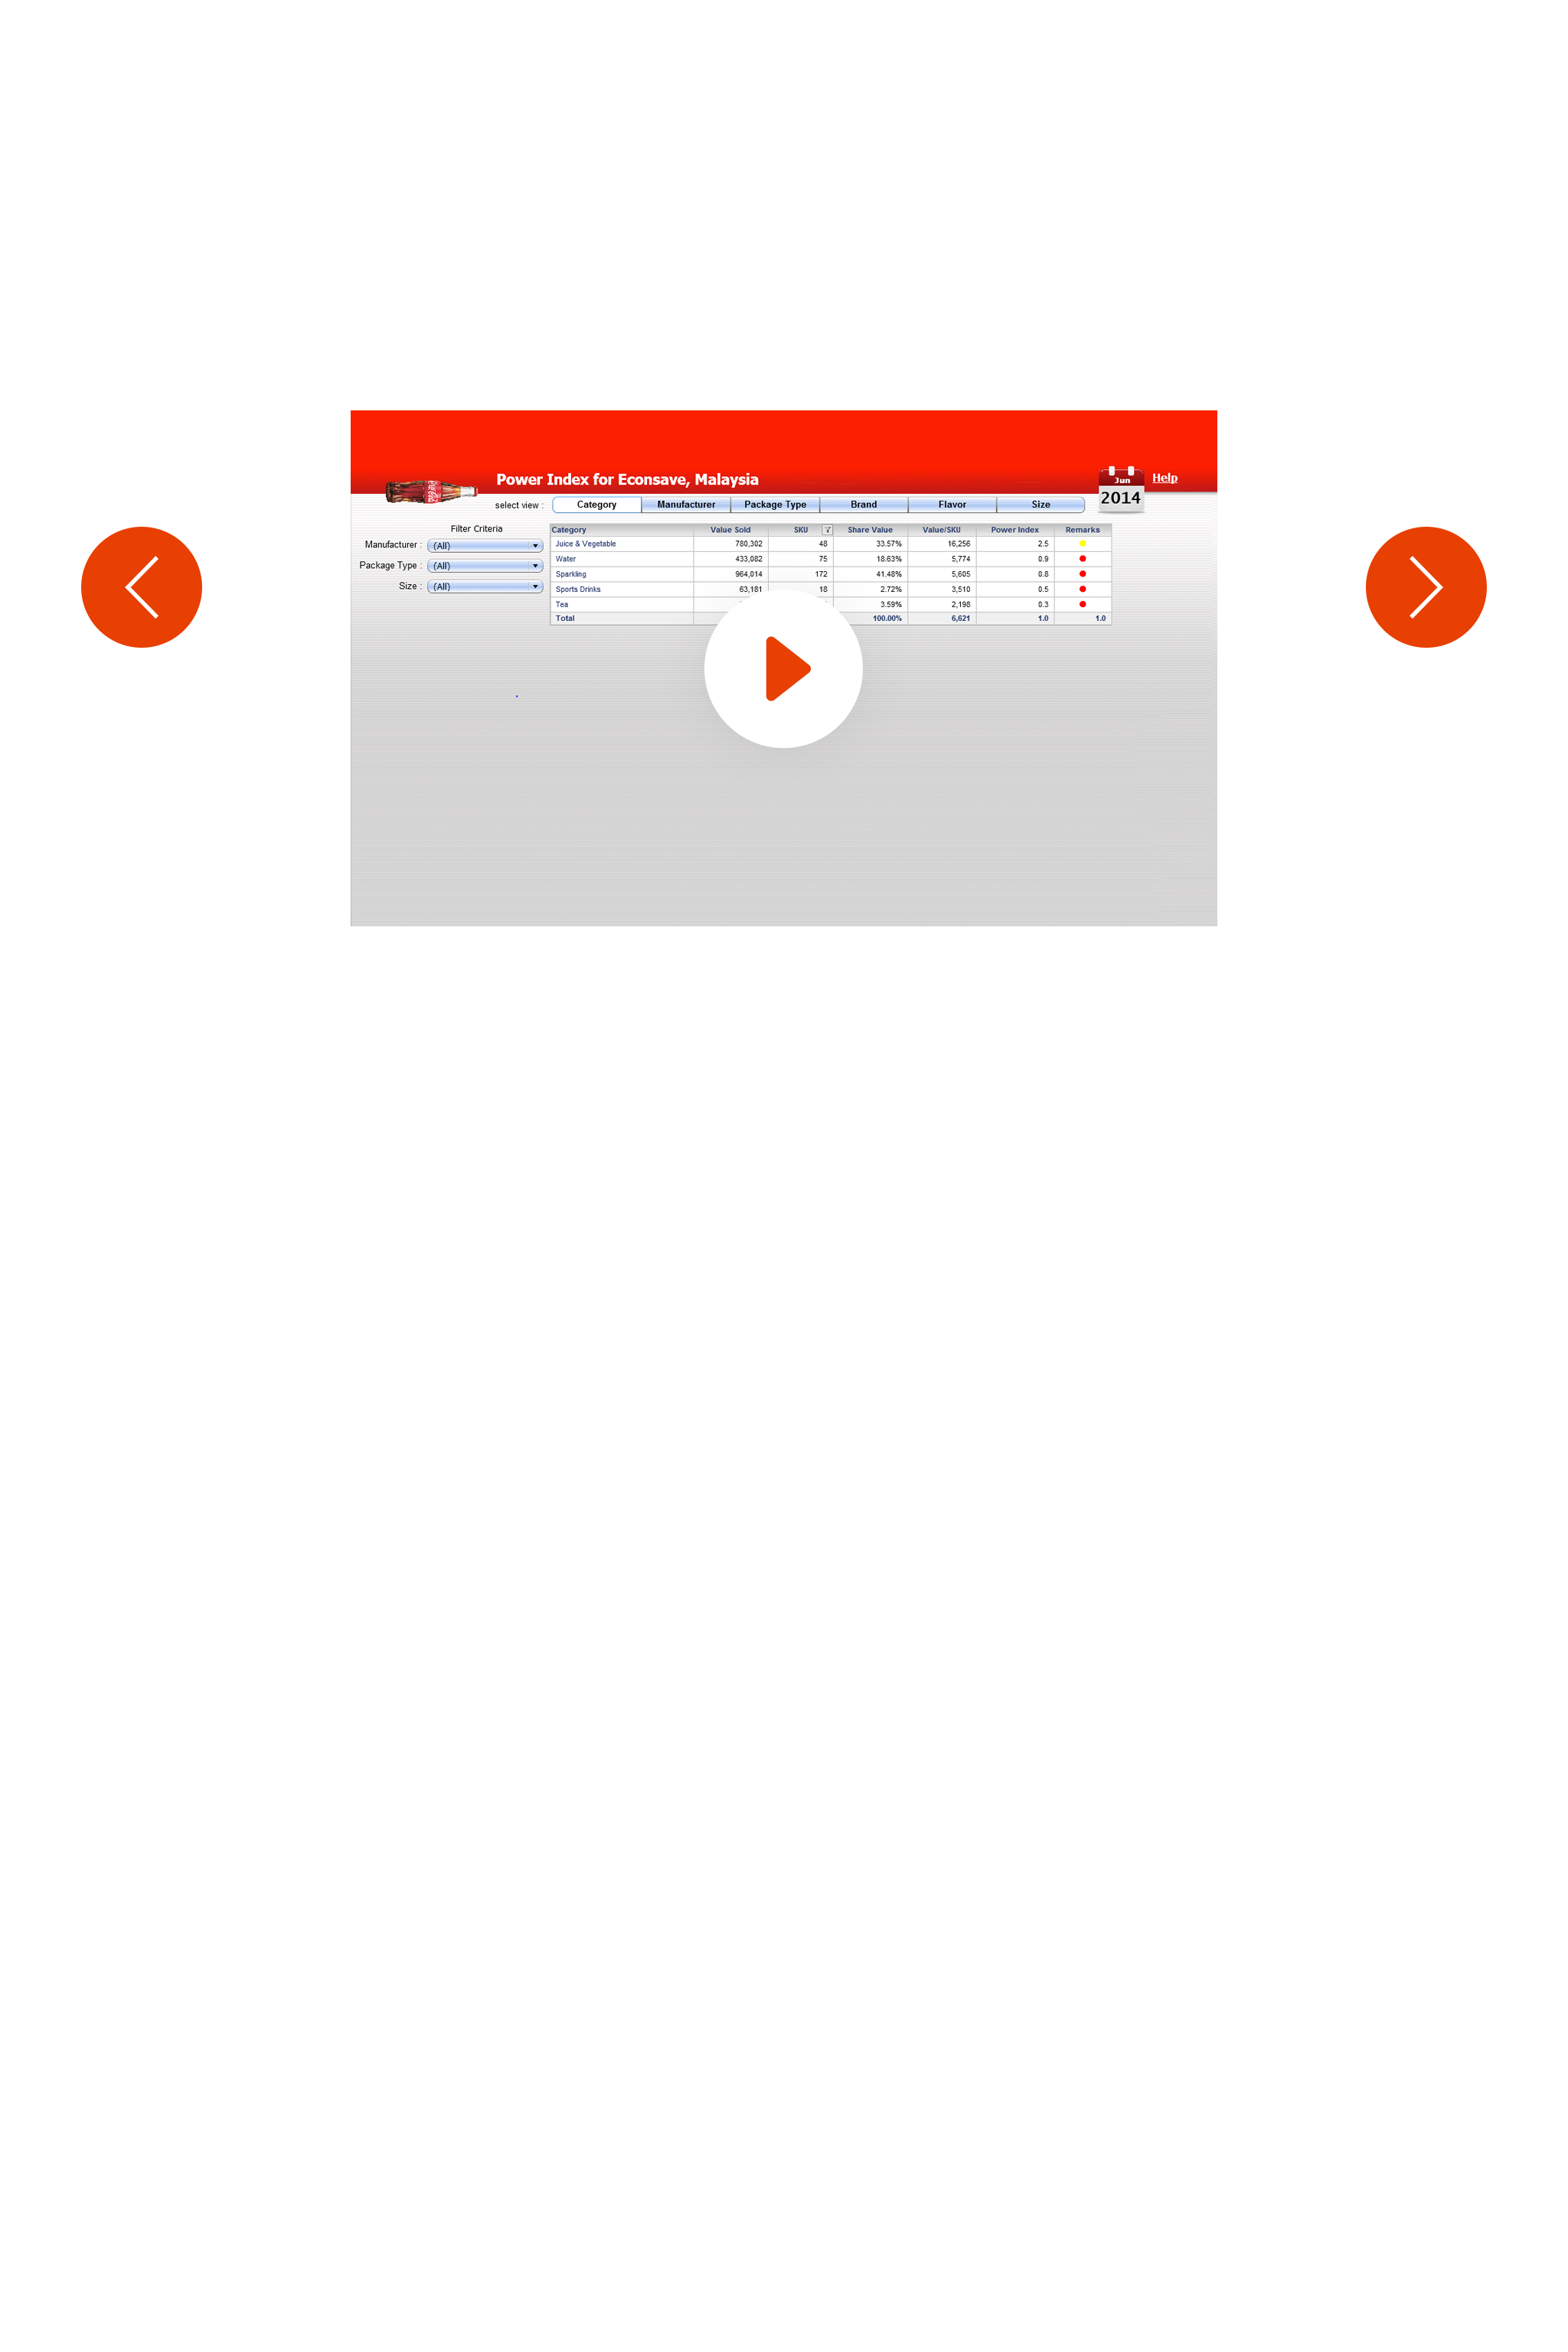 Power Index for Econsave, Malaysia
Jun
2014
Help
select view :
Category Manufacturer Package Type Brand Flavor Size
Filter Criteria
Manufacturer : (All)
Package Type : (All)
Size : (All)
Category Value Sold SKU Share Value Value/SKU Power Index Remarks
Juice & Vegetable 780,302 48 33.57% 16,256 2.5
Water 433,082 75 18.63% 5,774 0.9
Sparkling 964,014 172 41.48% 5,605 0.8
Sports Drinks 63,181 18 2.72% 3,510 0.5
Tea 3.59% 2,198 0.3
Total 100.00% 6,621 1.0 1.0